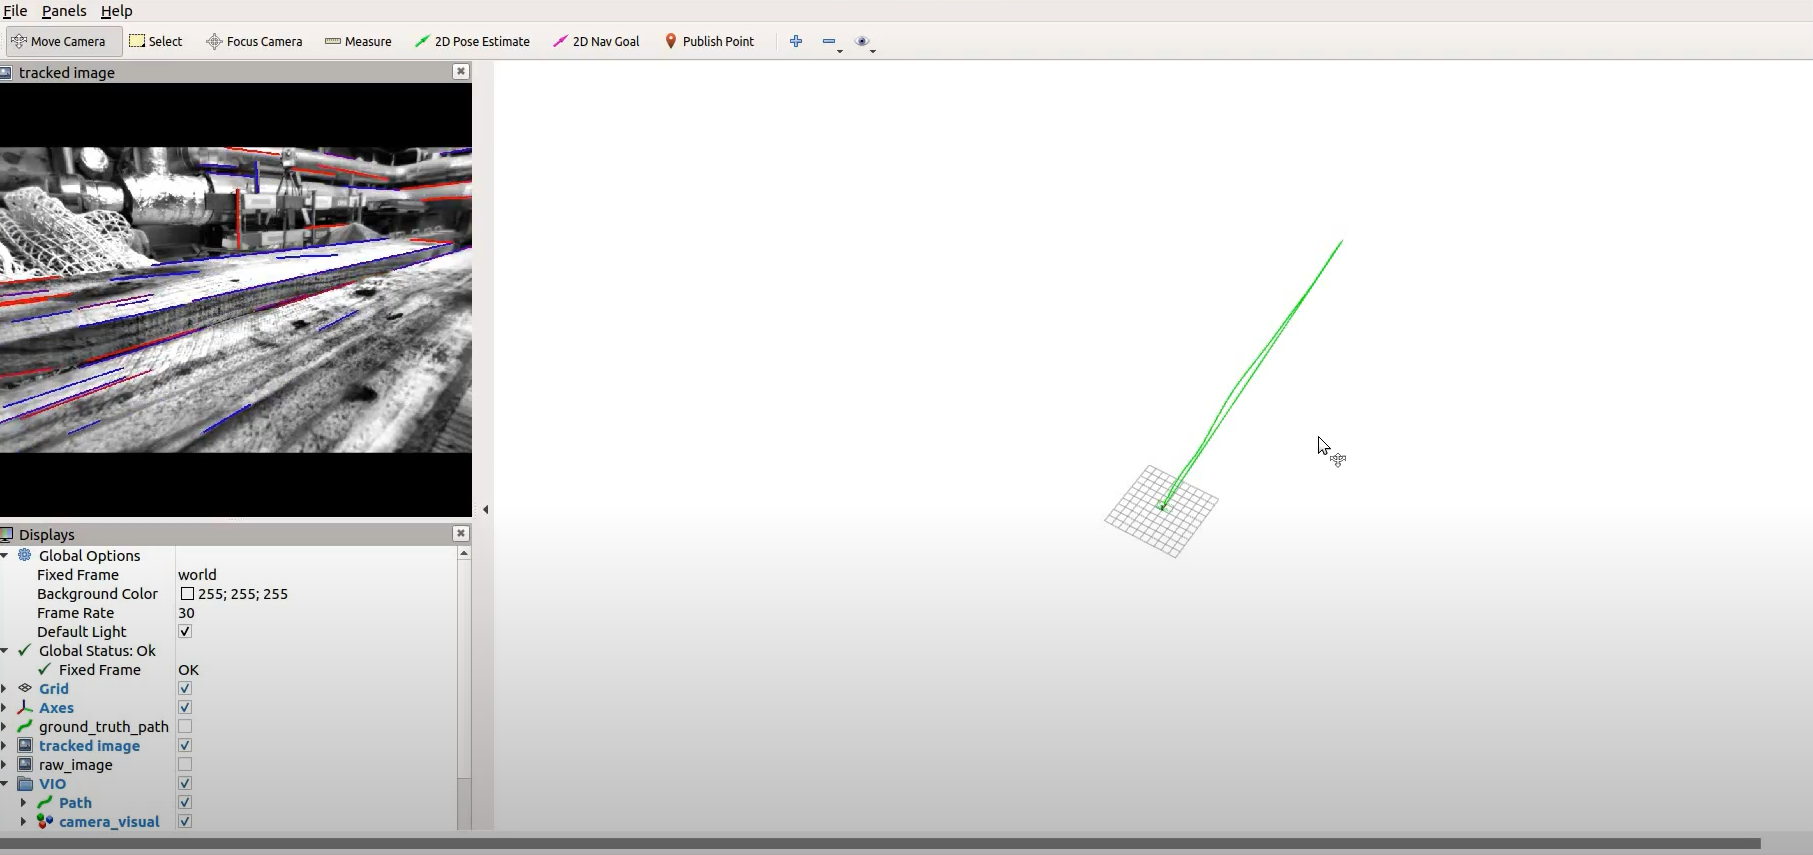 File Panels Help
Move Camera Select Focus Camera Measure 2D Pose Estimate 2D Nav Goal Publish Point
tracked image
Displays
Global Options
Fixed Frame world
Background Color 255; 255; 255
Frame Rate 30
Default Light
Global Status: Ok
Fixed Frame OK
Grid
Axes
ground_truth_path
tracked image
raw_image
VIO
Path
camera_visual